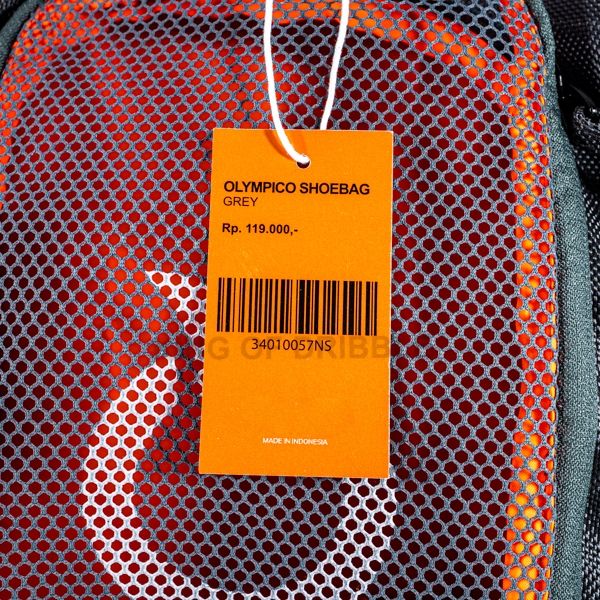 OLYMPICO SHOEBAG
GREY
Rp. 119.000,-
34010057NS
MADE IN INDONESIA